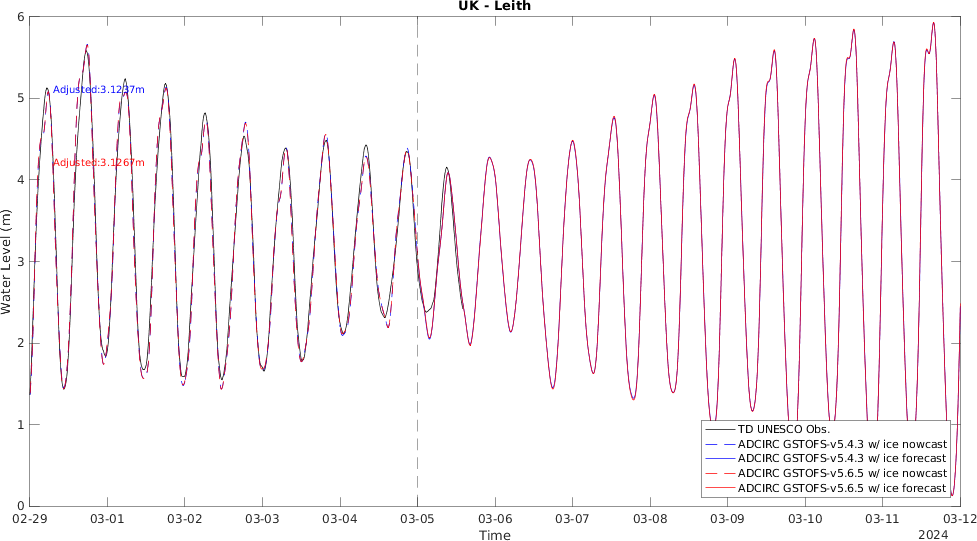 UK - Leith
6
5
4
3
2
1
0
Water Level (m)
Adjusted:3.1237m
Adjusted:3.1267m
TD UNESCO Obs.
ADCIRC GSTOFS-v5.4.3 w/ ice nowcast
ADCIRC GSTOFS-v5.4.3 w/ ice forecast
ADCIRC GSTOFS-v5.6.5 w/ ice nowcast
ADCIRC GSTOFS-v5.6.5 w/ ice forecast
02-29 03-01 03-02 03-03 03-04 03-05 03-06 03-07 03-08 03-09 03-10 03-11 03-12
Time
2024